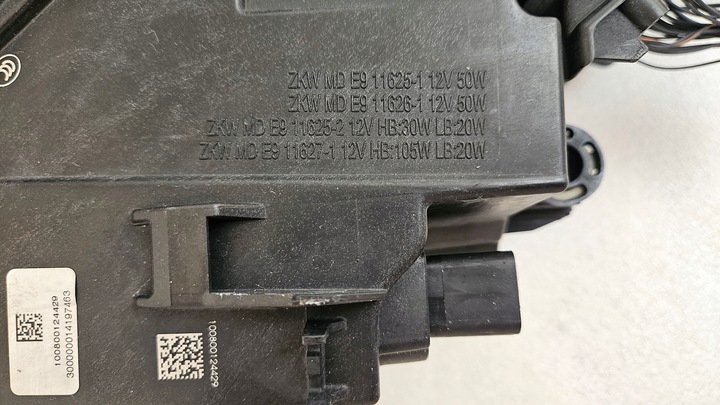 ZKW MD E9 11625-1 12V 50W
ZKW MD E9 11626-1 12V 50W
ZKW MD E9 11625-2 12V HB:30W LB:20W
ZKW MD E9 11627-1 12V HB:105W LB:20W
100800124429
300000014197463
100800124429